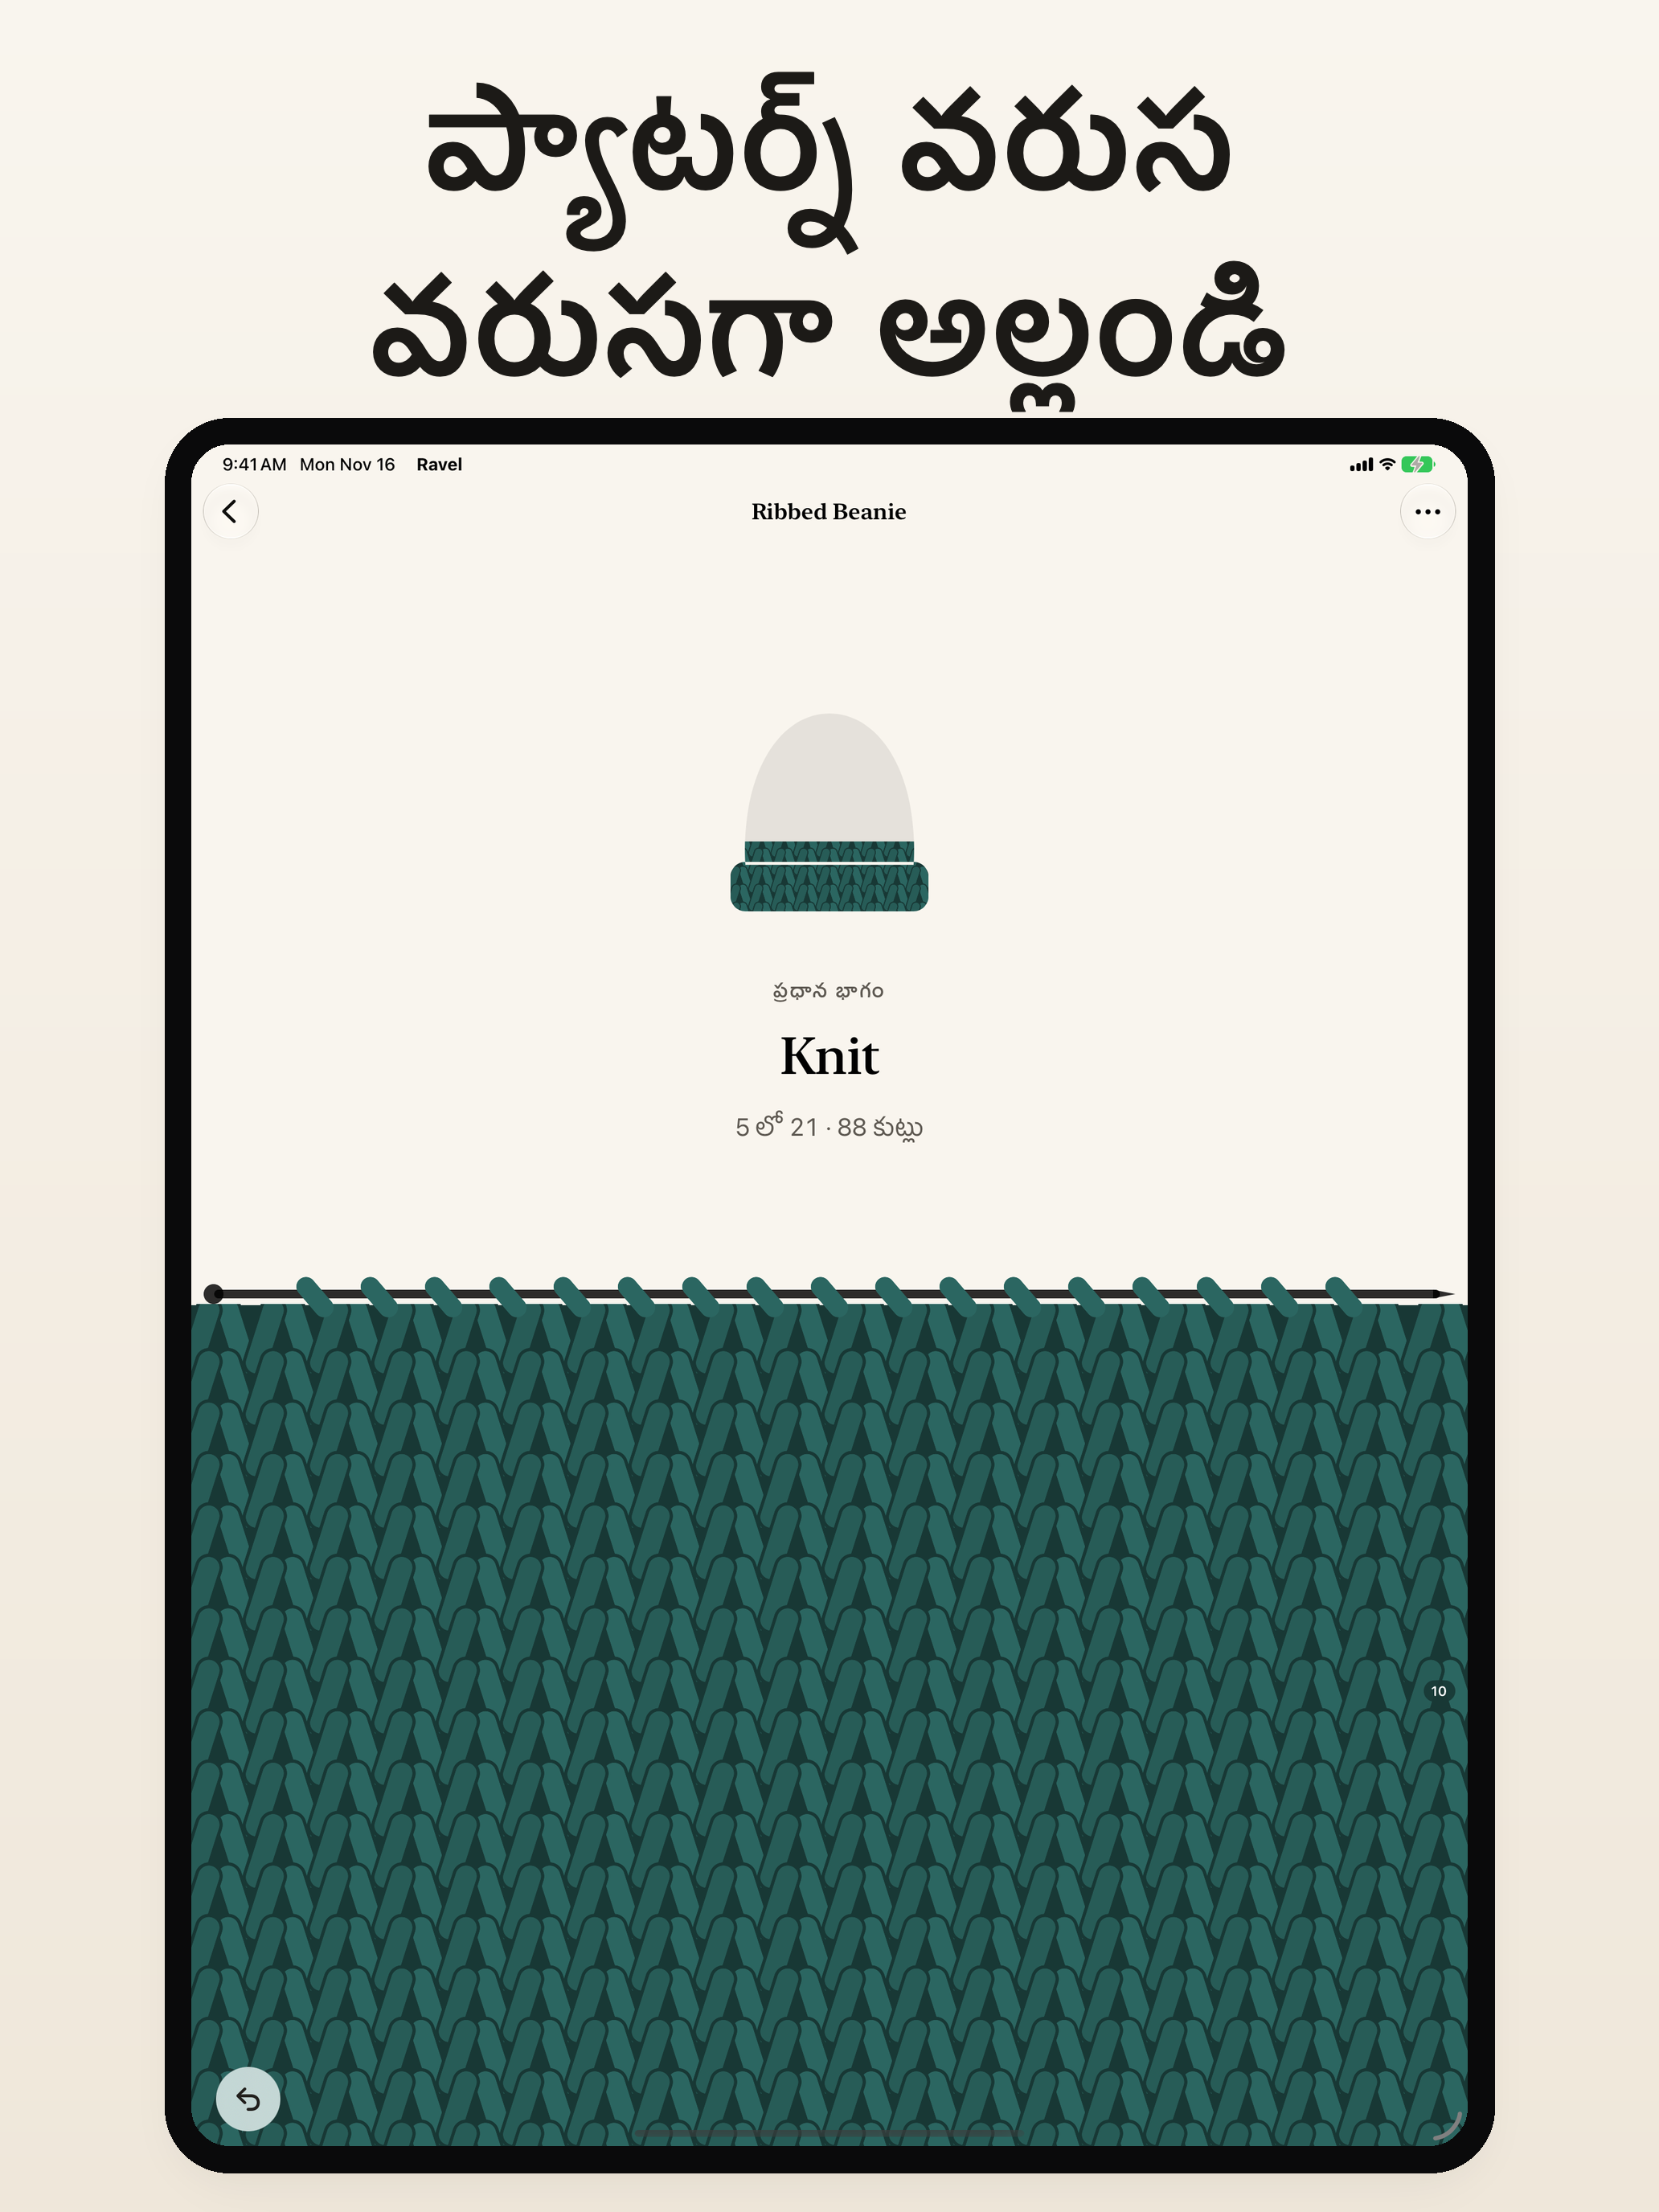 ప్యాటర్న్ వరుస
వరుసగా అల్లండి
9:41 AM Mon Nov 16 Ravel
Ribbed Beanie
ప్రధాన భాగం
Knit
5 లో 21 · 88 కుట్లు
10